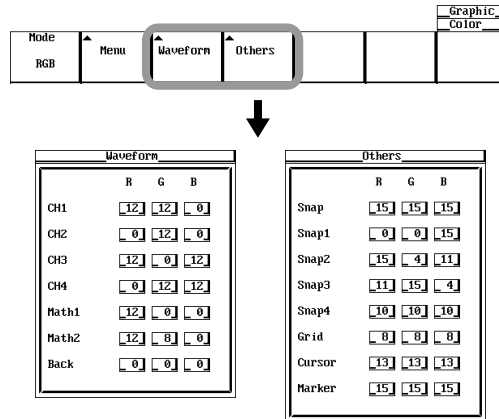 Graphic
Color
Mode
RGB
Menu
Waveform
Others
Waveform
R G B
CH1 12 12 0
CH2 0 12 0
CH3 12 0 12
CH4 0 12 12
Math1 12 0 0
Math2 12 8 0
Back 0 0 0
Others
R G B
Snap 15 15 15
Snap1 0 0 15
Snap2 15 4 11
Snap3 11 15 4
Snap4 10 10 10
Grid 8 8 8
Cursor 13 13 13
Marker 15 15 15